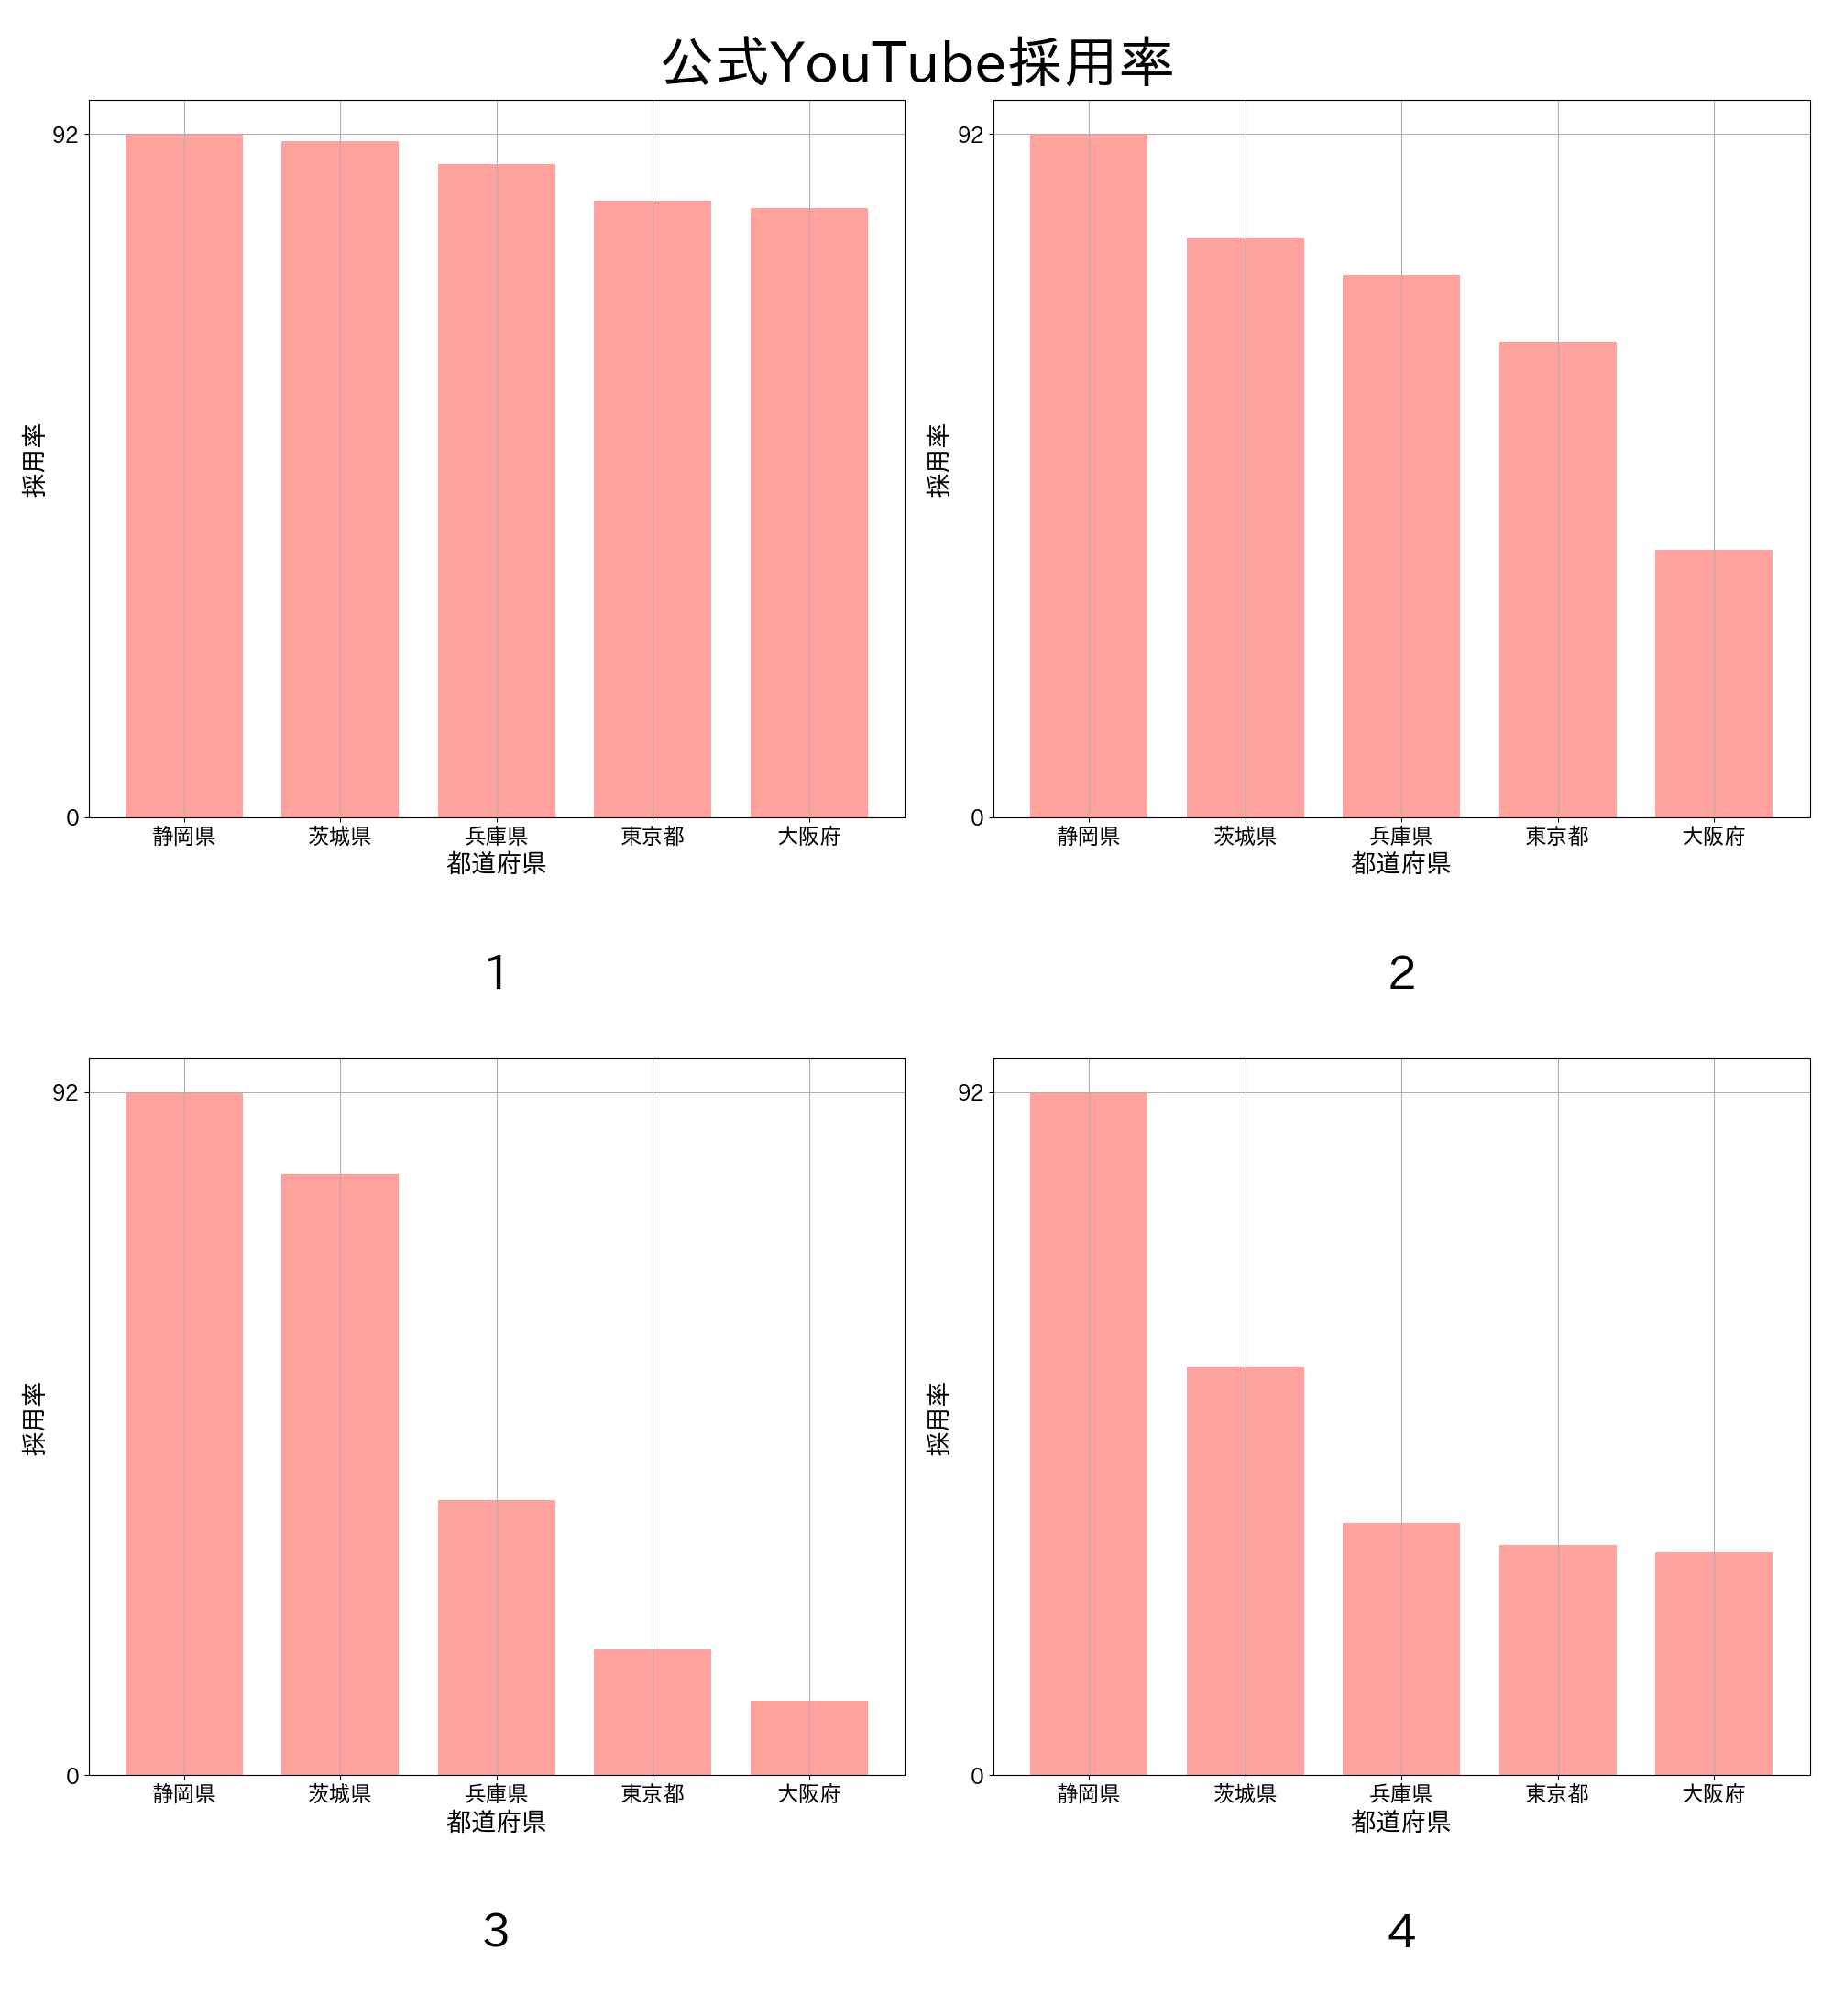 公式YouTube採用率
92
0
採用率
静岡県 茨城県 兵庫県 東京都 大阪府
都道府県
1
92
0
採用率
静岡県 茨城県 兵庫県 東京都 大阪府
都道府県
2
92
0
採用率
静岡県 茨城県 兵庫県 東京都 大阪府
都道府県
3
92
0
採用率
静岡県 茨城県 兵庫県 東京都 大阪府
都道府県
4